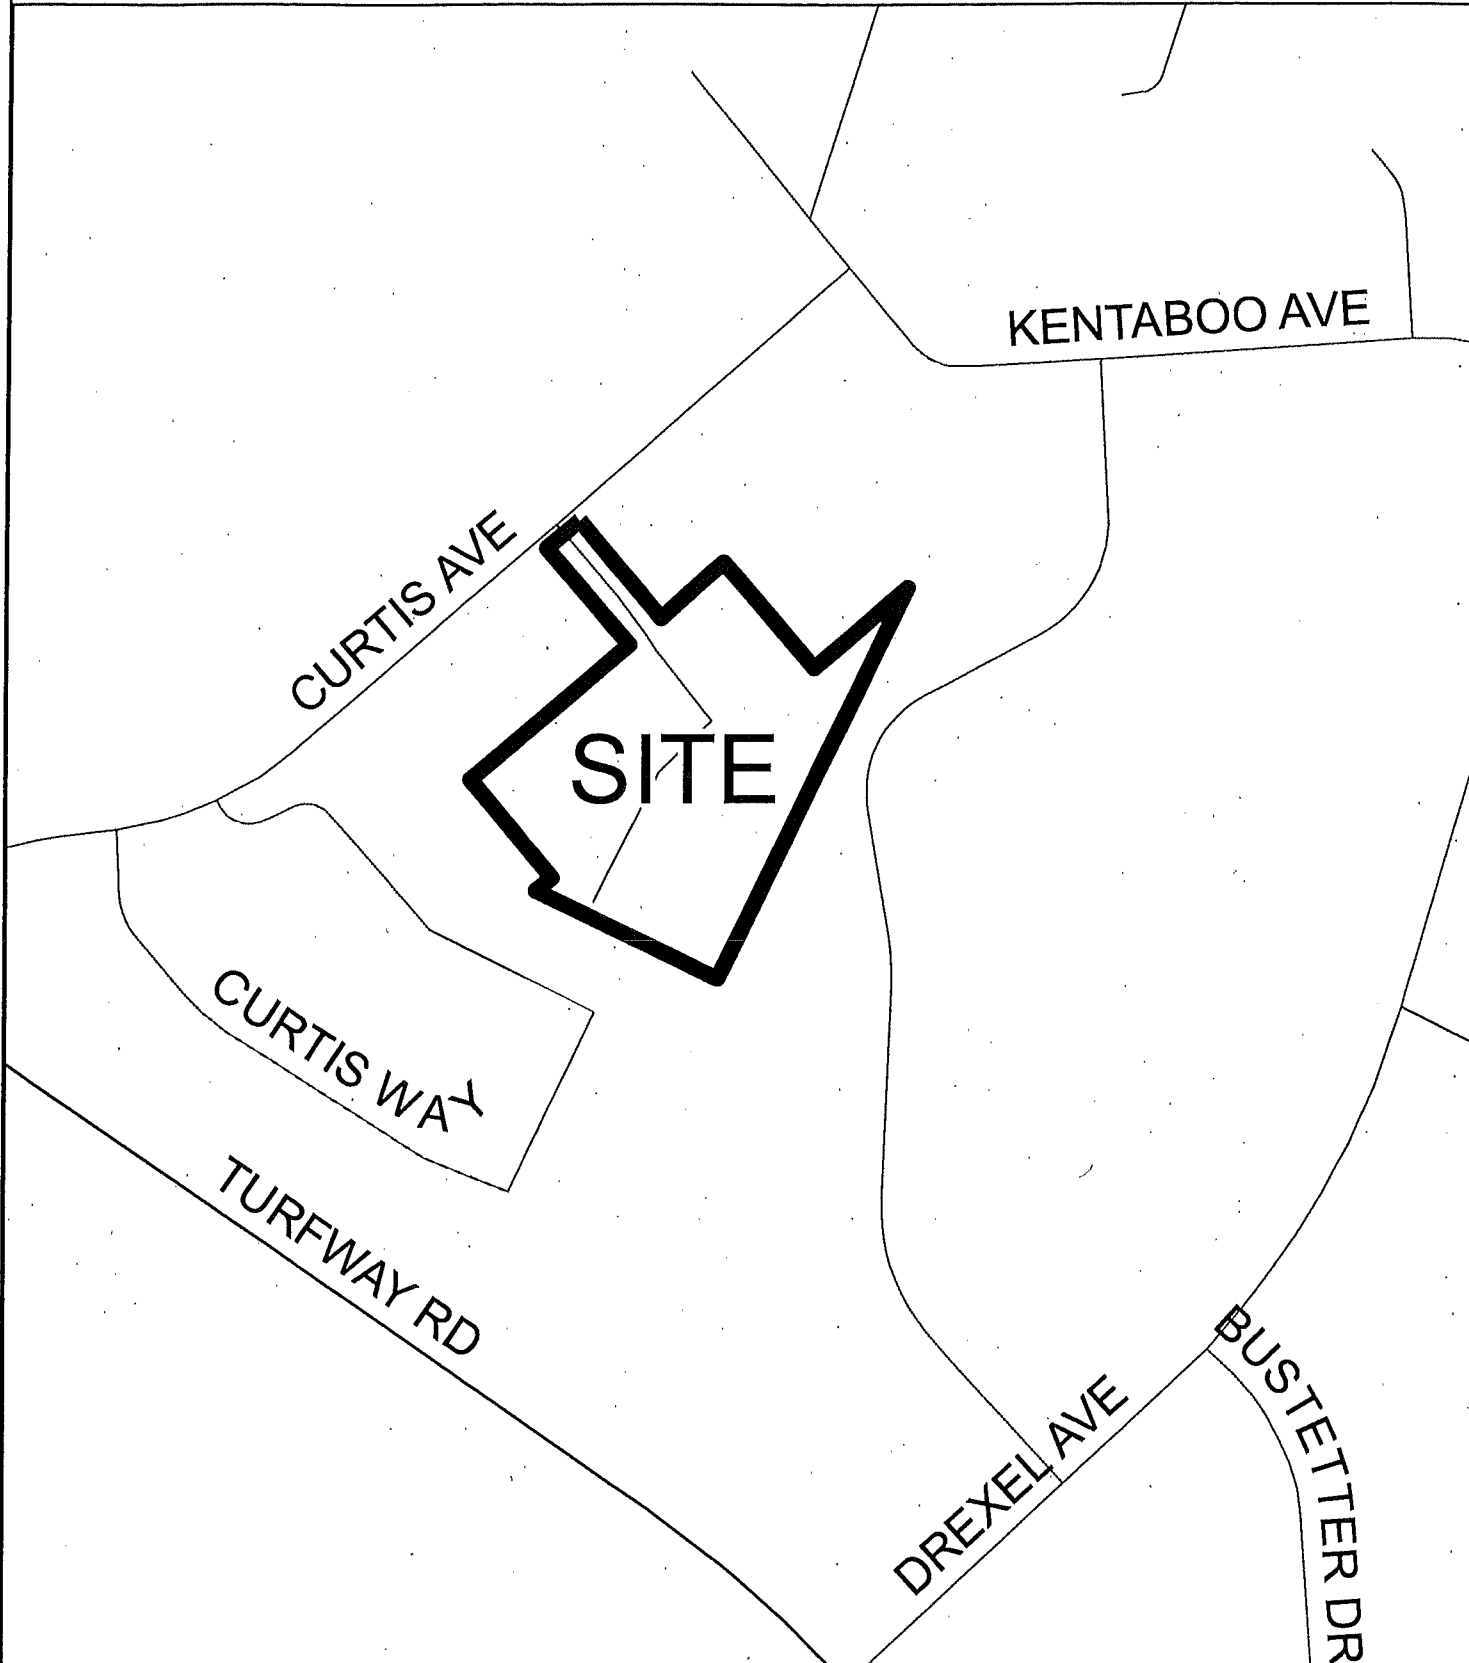 KENTABOO AVE
CURTIS AVE
SITE
CURTIS WAY
TURFWAY RD
BUSTETTER DR
DREXEL AVE